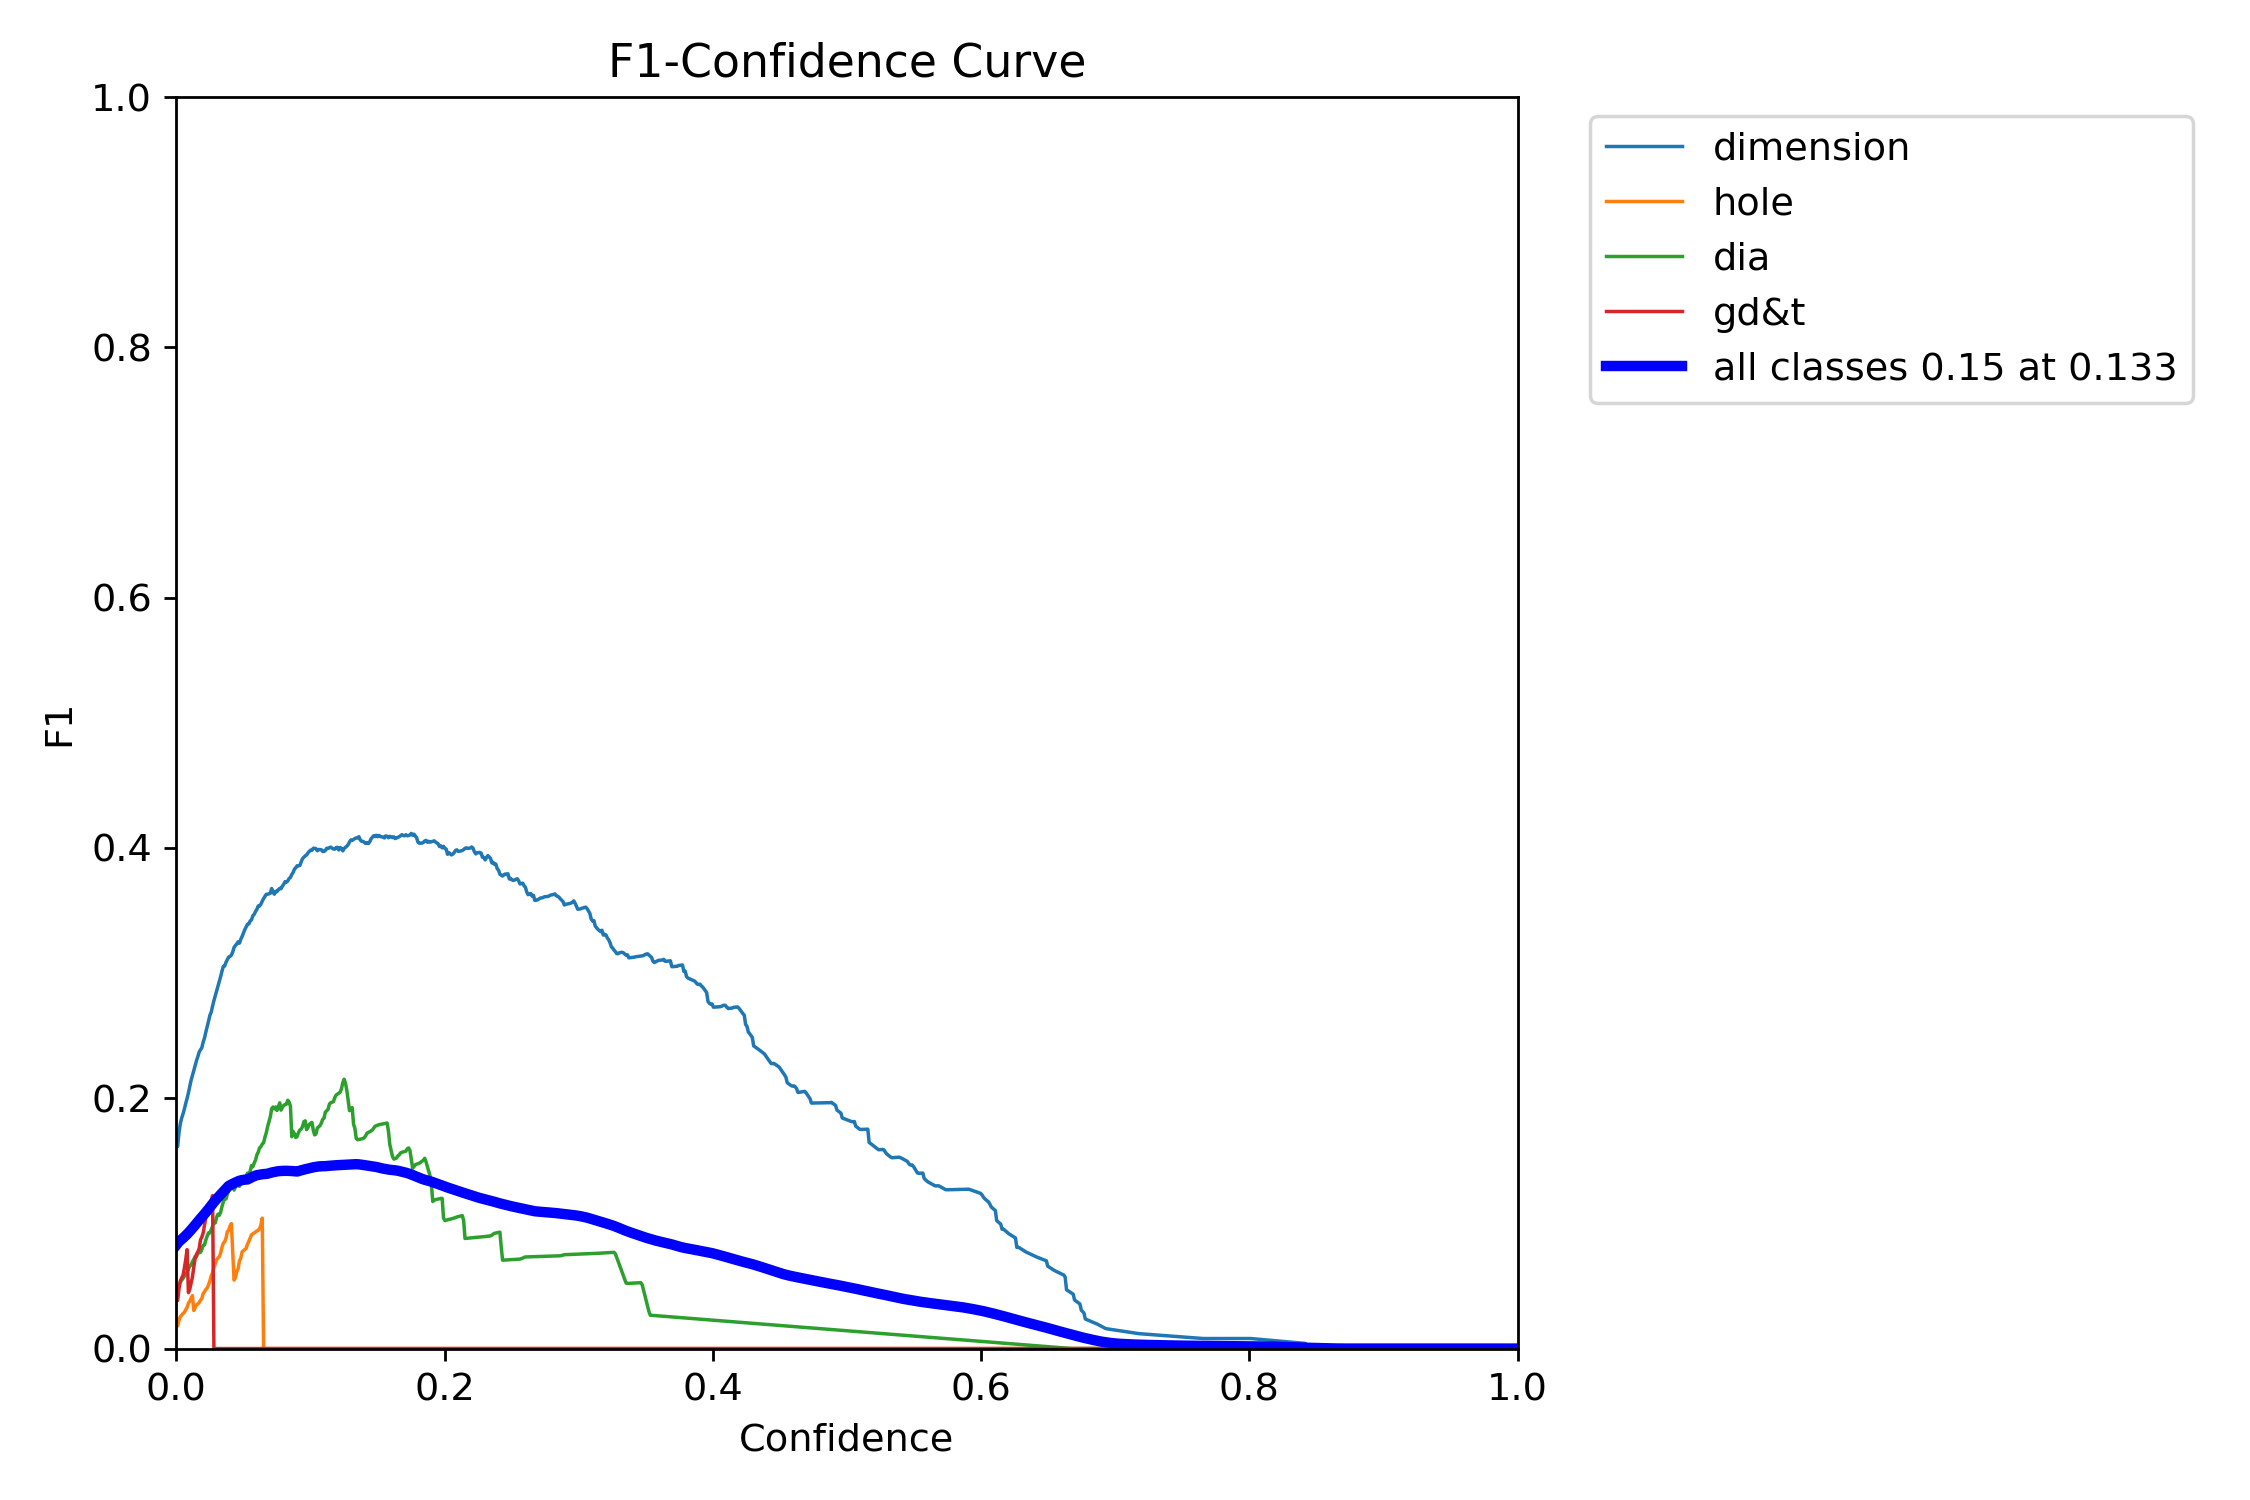 F1-Confidence Curve
1.0
0.8
0.6
0.4
0.2
0.0
F1
0.0 0.2 0.4 0.6 0.8 1.0
Confidence
dimension
hole
dia
gd&t
all classes 0.15 at 0.133